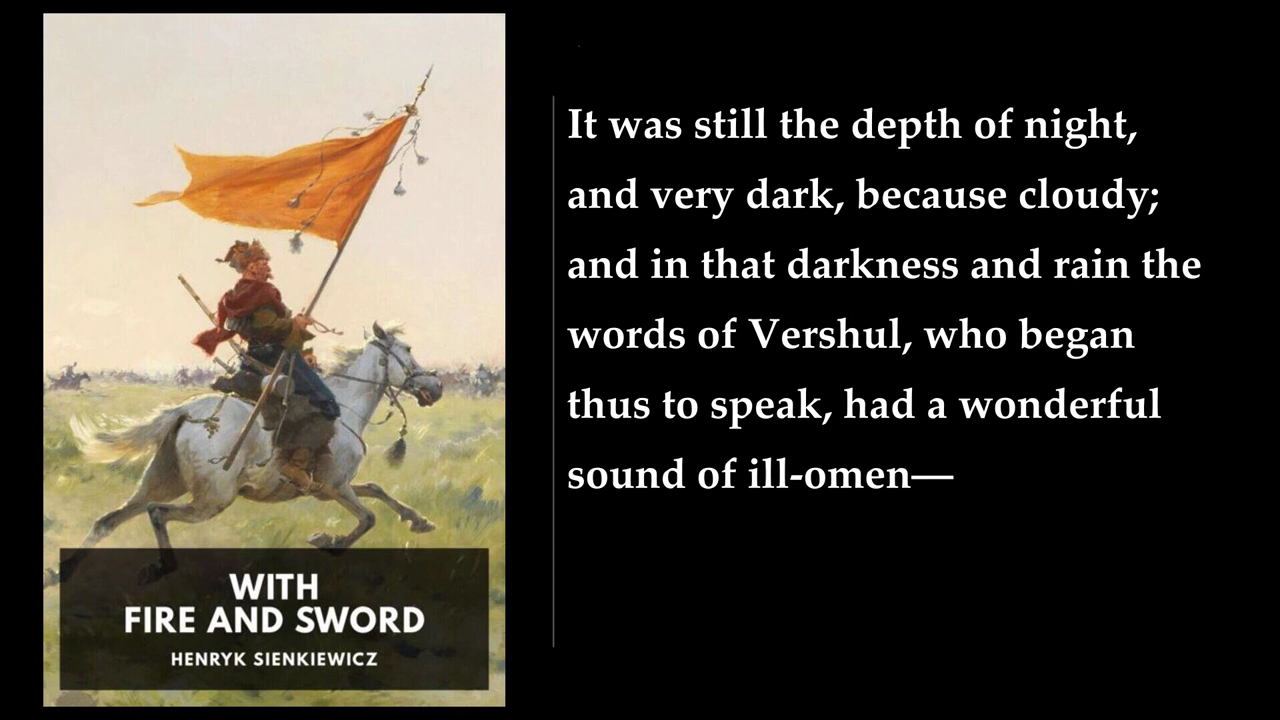 WITH
FIRE AND SWORD
HENRYK SIENKIEWICZ
It was still the depth of night,
and very dark, because cloudy;
and in that darkness and rain the
words of Vershul, who began
thus to speak, had a wonderful
sound of ill-omen—